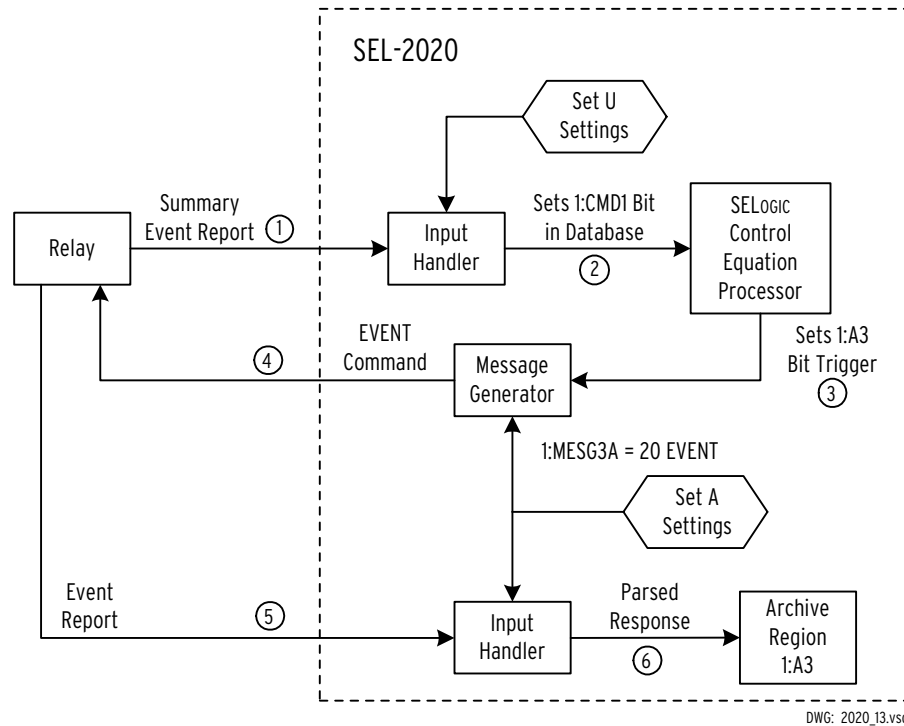 SEL-2020
Set U
Settings
Summary
Event Report 1
Relay
Input
Handler
Sets 1:CMD1 Bit
in Database
2
SELOGIC
Control
Equation
Processor
EVENT
Command
4
Message
Generator
Sets 1:A3
Bit Trigger
3
1:MESG3A = 20 EVENT
Set A
Settings
Event
Report
5
Input
Handler
Parsed
Response
6
Archive
Region
1:A3
DWG: 2020_13.vsd